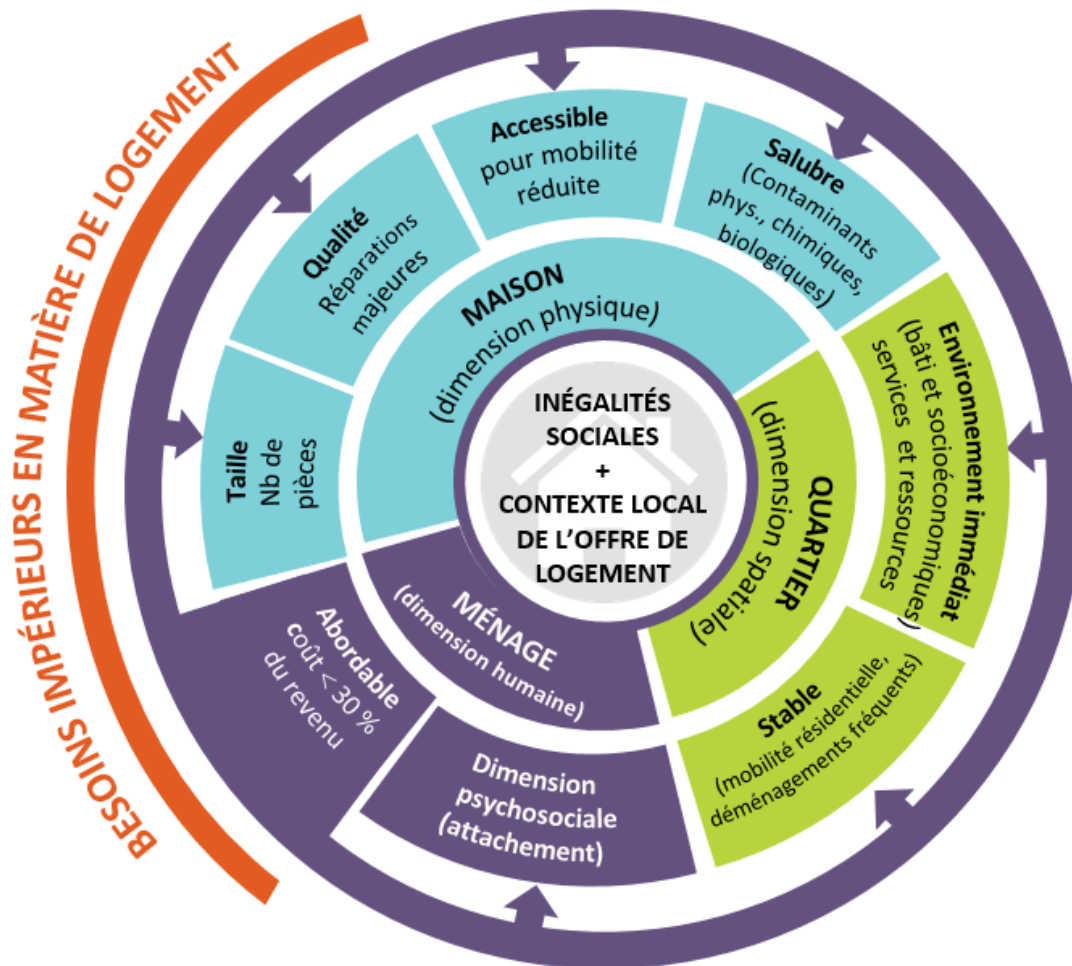 BESOINS IMPÉRIEURS EN MATIÈRE DE LOGEMENT
Accessible
pour mobilité
réduite
Salubre
(Contaminants
phys., chimiques,
biologiques)
Qualité
Réparations
majeures
Taille
Nb de
pièces
MAISON
(dimension physique)
INÉGALITÉS
SOCIALES
+
CONTEXTE LOCAL
DE L'OFFRE DE
LOGEMENT
QUARTIER
(dimension spatiale)
Environnement immédiat
(bâti et socioéconomiques)
services et ressources
Stable
(mobilité résidentielle,
déménagements fréquents)
MÉNAGE
(dimension humaine)
Abordable
coût < 30 %
du revenu
Dimension
psychosociale
(attachement)